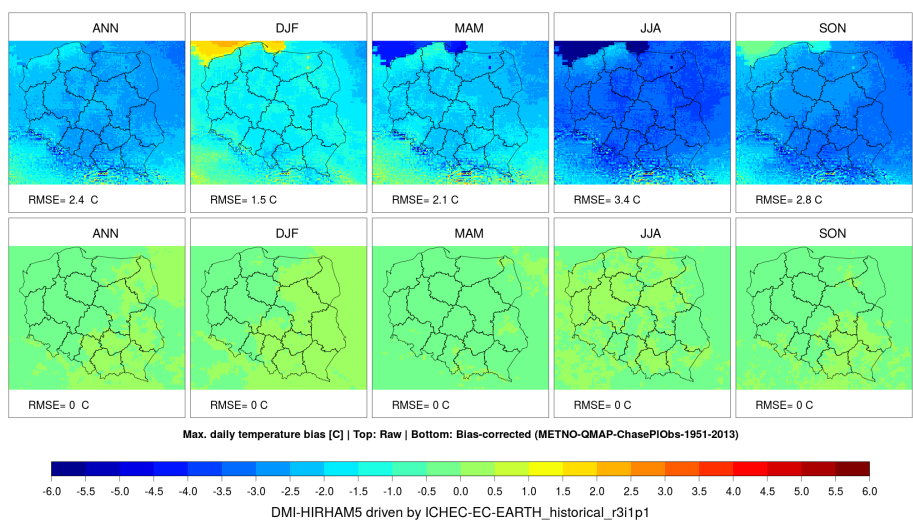 ANN DJF MAM JJA SON
RMSE= 2.4 C RMSE= 1.5 C RMSE= 2.1 C RMSE= 3.4 C RMSE= 2.8 C
ANN DJF MAM JJA SON
RMSE= 0 C RMSE= 0 C RMSE= 0 C RMSE= 0 C RMSE= 0 C
Max. daily temperature bias [C] | Top: Raw | Bottom: Bias-corrected (METNO-QMAP-ChasePlObs-1951-2013)
-6.0 -5.5 -5.0 -4.5 -4.0 -3.5 -3.0 -2.5 -2.0 -1.5 -1.0 -0.5 0.0 0.5 1.0 1.5 2.0 2.5 3.0 3.5 4.0 4.5 5.0 5.5 6.0
DMI-HIRHAM5 driven by ICHEC-EC-EARTH_historical_r3i1p1